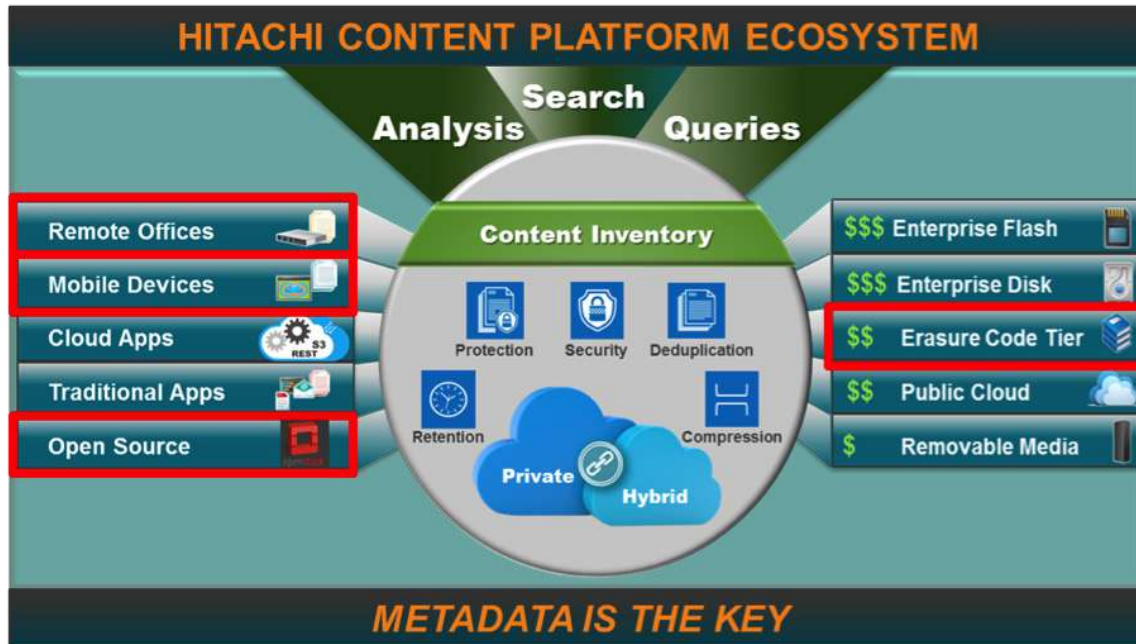 HITACHI CONTENT PLATFORM ECOSYSTEM
Search
Analysis
Queries
Remote Offices
Mobile Devices
Cloud Apps
S3
REST
Traditional Apps
Open Source
Content Inventory
Protection
Security
Deduplication
Retention
Compression
Private
Hybrid
$$$ Enterprise Flash
$$$ Enterprise Disk
$$ Erasure Code Tier
$$ Public Cloud
$ Removable Media
METADATA IS THE KEY